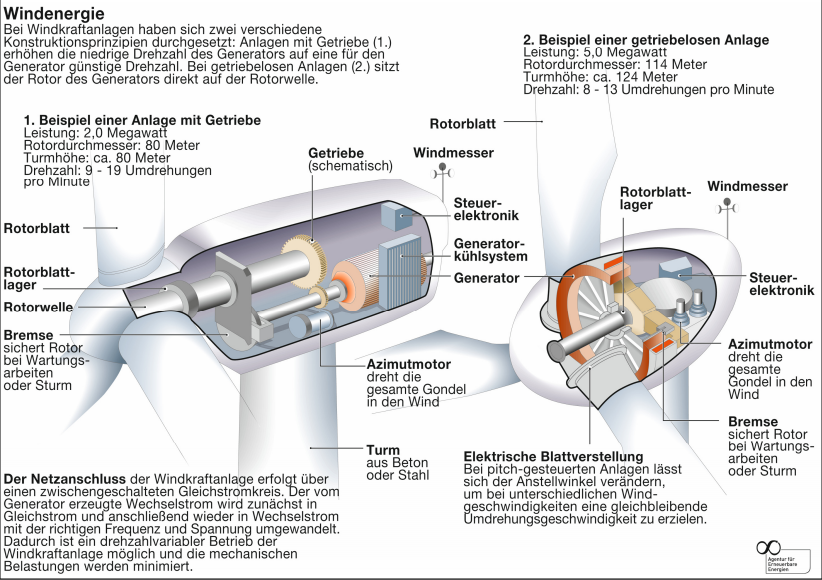 Windenergie
Bei Windkraftanlagen haben sich zwei verschiedene
Konstruktionsprinzipien durchgesetzt: Anlagen mit Getriebe (1.)
erhöhen die niedrige Drehzahl des Generators auf eine für den
Generator günstige Drehzahl. Bei getriebelosen Anlagen (2.) sitzt
der Rotor des Generators direkt auf der Rotorwelle.
1. Beispiel einer Anlage mit Getriebe
Leistung: 2,0 Megawatt
Rotordurchmesser: 80 Meter
Turmhöhe: ca. 80 Meter
Drehzahl: 9 - 19 Umdrehungen
pro Minute
2. Beispiel einer getriebelosen Anlage
Leistung: 5,0 Megawatt
Rotordurchmesser: 114 Meter
Turmhöhe: ca. 124 Meter
Drehzahl: 8 - 13 Umdrehungen pro Minute
Getriebe
(schematisch)
Windmesser
Steuer-
elektronik
Generator-
kühlsystem
Generator
Rotorblatt
Rotorblatt-
lager
Rotorwelle
Bremse
sichert Rotor
bei Wartungs-
arbeiten
oder Sturm
Azimutmotor
dreht die
gesamte Gondel
in den Wind
Turm
aus Beton
oder Stahl
Rotorblatt
Rotorblatt-
lager
Windmesser
Steuer-
elektronik
Azimutmotor
dreht die
gesamte
Gondel in den
Wind
Bremse
sichert Rotor
bei Wartungs-
arbeiten
oder Sturm
Elektrische Blattverstellung
Bei pitch-gesteuerten Anlagen lässt
sich der Anstellwinkel verändern,
um bei unterschiedlichen Wind-
geschwindigkeiten eine gleichbleibende
Umdrehungsgeschwindigkeit zu erzielen.
Der Netzanschluss der Windkraftanlage erfolgt über
einen zwischengeschalteten Gleichstromkreis. Der vom
Generator erzeugte Wechselstrom wird zunächst in
Gleichstrom und anschließend wieder in Wechselstrom
mit der richtigen Frequenz und Spannung umgewandelt.
Dadurch ist ein drehzahlvariabler Betrieb der
Windkraftanlage möglich und die mechanischen
Belastungen werden minimiert.
Agentur für
Erneuerbare
Energien